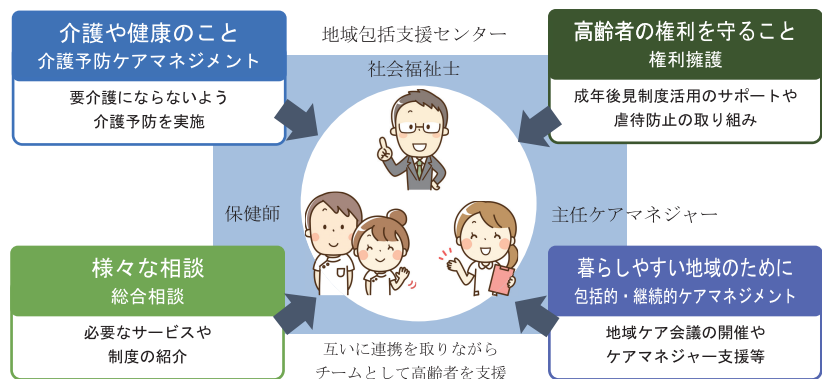 介護や健康のこと
介護予防ケアマネジメント
要介護にならないよう
介護予防を実施
地域包括支援センター
社会福祉士
高齢者の権利を守ること
権利擁護
成年後見制度活用のサポートや
虐待防止の取り組み
保健師
主任ケアマネジャー
様々な相談
総合相談
必要なサービスや
制度の紹介
暮らしやすい地域のために
包括的・継続的ケアマネジメント
地域ケア会議の開催や
ケアマネジャー支援等
互いに連携を取りながら
チームとして高齢者を支援